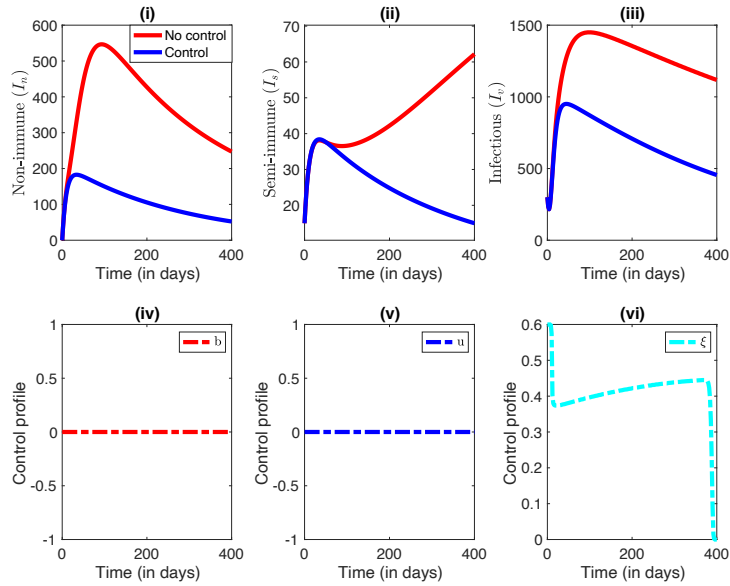 (i)
(ii)
(iii)
600
500
400
300
200
100
0
Non-immune (I_n)
No control
Control
0
200
400
Time (in days)
70
60
50
40
30
20
Semi-immune (I_s)
0
200
400
Time (in days)
1500
1000
500
0
Infectious (I_v)
0
200
400
Time (in days)
(iv)
(v)
(vi)
1
0.5
0
-0.5
-1
Control profile
b
0
200
400
Time (in days)
1
0.5
0
-0.5
-1
Control profile
u
0
200
400
Time (in days)
0.6
0.5
0.4
0.3
0.2
0.1
0
Control profile
ξ
0
200
400
Time (in days)